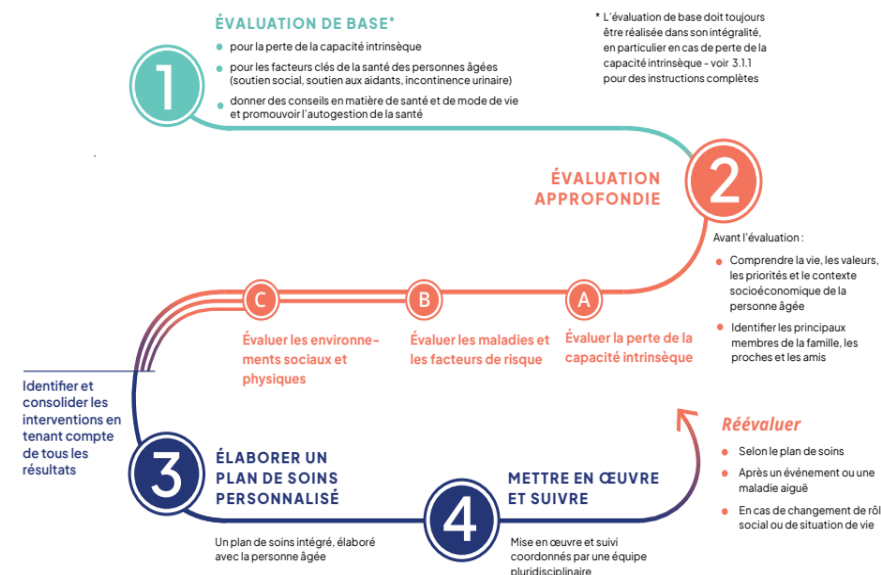 1
ÉVALUATION DE BASE*
pour la perte de la capacité intrinsèque
pour les facteurs clés de la santé des personnes âgées
(soutien social, soutien aux aidants, incontinence urinaire)
donner des conseils en matière de santé et de mode de vie
et promouvoir l'autogestion de la santé
* L'évaluation de base doit toujours
être réalisée dans son intégralité,
en particulier en cas de perte de la
capacité intrinsèque - voir 3.1.1
pour des instructions complètes
2
ÉVALUATION
APPROFONDIE
Avant l'évaluation :
Comprendre la vie, les valeurs,
les priorités et le contexte
socioéconomique de la
personne âgée
Identifier les principaux
membres de la famille, les
proches et les amis
A
Évaluer la perte de la
capacité intrinsèque
B
Évaluer les maladies et
les facteurs de risque
C
Évaluer les environne-
ments sociaux et
physiques
Identifier et
consolider les
interventions en
tenant compte
de tous les
résultats
3
ÉLABORER UN
PLAN DE SOINS
PERSONNALISÉ
Un plan de soins intégré, élaboré
avec la personne âgée
4
METTRE EN ŒUVRE
ET SUIVRE
Mise en œuvre et suivi
coordonnés par une équipe
pluridisciplinaire
Réévaluer
Selon le plan de soins
Après un événement ou une
maladie aiguë
En cas de changement de rôl
social ou de situation de vie